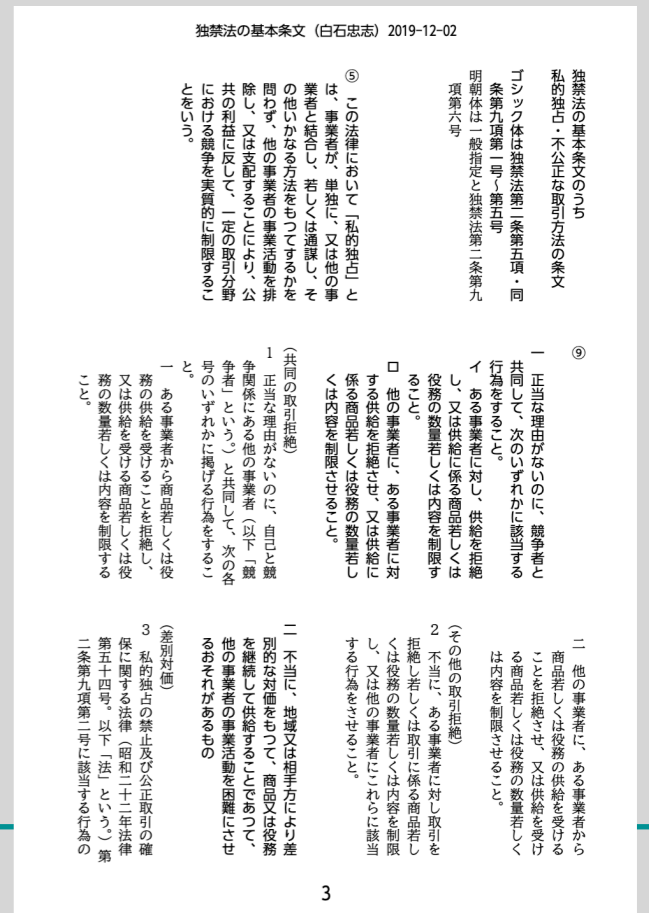 独禁法の基本条文（白石忠志）2019-12-02
独禁法の基本条文のうち
私的独占・不公正な取引方法の条文
ゴシック体は独禁法第二条第五項・同
条第九項第一号～第五号
明朝体は一般指定と独禁法第二条第九
項第六号
⑤　この法律において「私的独占」と
は、事業者が、単独に、又は他の事
業者と結合し、若しくは通謀し、そ
の他いかなる方法をもつてするかを
問わず、他の事業者の事業活動を排
除し、又は支配することにより、公
共の利益に反して、一定の取引分野
における競争を実質的に制限するこ
とをいう。
⑨
一　正当な理由がないのに、競争者と
共同して、次のいずれかに該当する
行為をすること。
イ　ある事業者に対し、供給を拒絶
し、又は供給に係る商品若しくは
役務の数量若しくは内容を制限す
ること。
ロ　他の事業者に、ある事業者に対
する供給を拒絶させ、又は供給に
係る商品若しくは役務の数量若し
くは内容を制限させること。
（共同の取引拒絶）
1　正当な理由がないのに、自己と競
争関係にある他の事業者（以下「競
争者」という。）と共同して、次の各
号のいずれかに掲げる行為をするこ
と。
一　ある事業者から商品若しくは役
務の供給を受けることを拒絶し、
又は供給を受ける商品若しくは役
務の数量若しくは内容を制限する
こと。
二　他の事業者に、ある事業者から
商品若しくは役務の供給を受ける
ことを拒絶させ、又は供給を受け
る商品若しくは役務の数量若しく
は内容を制限させること。
（その他の取引拒絶）
2　不当に、ある事業者に対し取引を
拒絶し若しくは取引に係る商品若し
くは役務の数量若しくは内容を制限
し、又は他の事業者にこれらに該当
する行為をさせること。
二　不当に、地域又は相手方により差
別的な対価をもつて、商品又は役務
を継続して供給することであつて、
他の事業者の事業活動を困難にさせ
るおそれがあるもの
（差別対価）
3　私的独占の禁止及び公正取引の確
保に関する法律（昭和二十二年法律
第五十四号。以下「法」という。）第
二条第九項第二号に該当する行為の
3